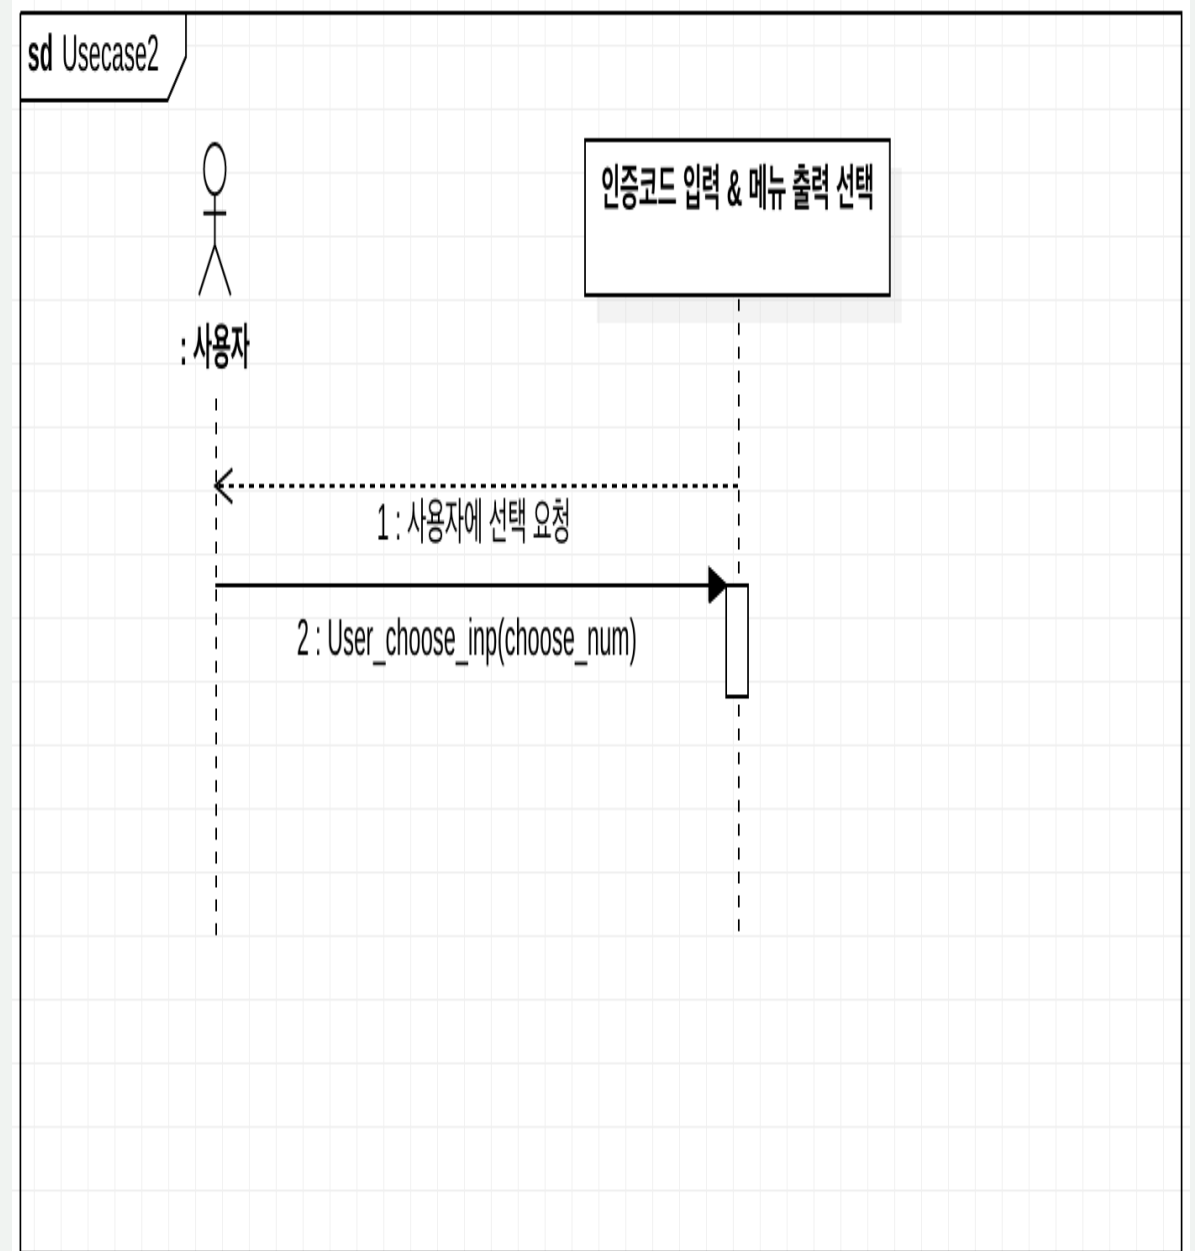 sd Usecase2
인증코드 입력 & 메뉴 출력 선택
: 사용자
1 : 사용자에 선택 요청
2 : User_choose_inp(choose_num)